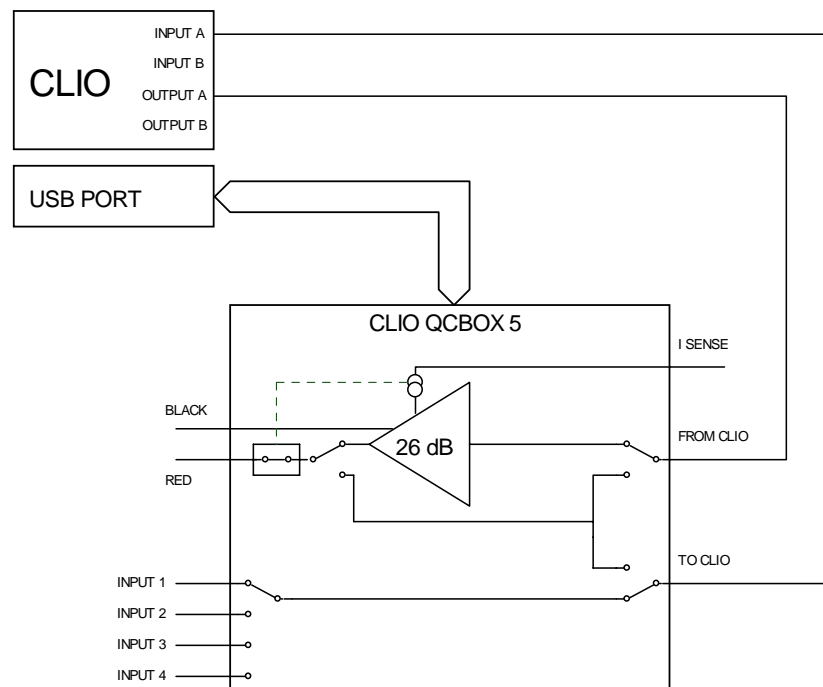 INPUT A
INPUT B
CLIO
OUTPUT A
OUTPUT B
USB PORT
CLIO QCBOX 5
I SENSE
BLACK
FROM CLIO
26 dB
RED
TO CLIO
INPUT 1
INPUT 2
INPUT 3
INPUT 4